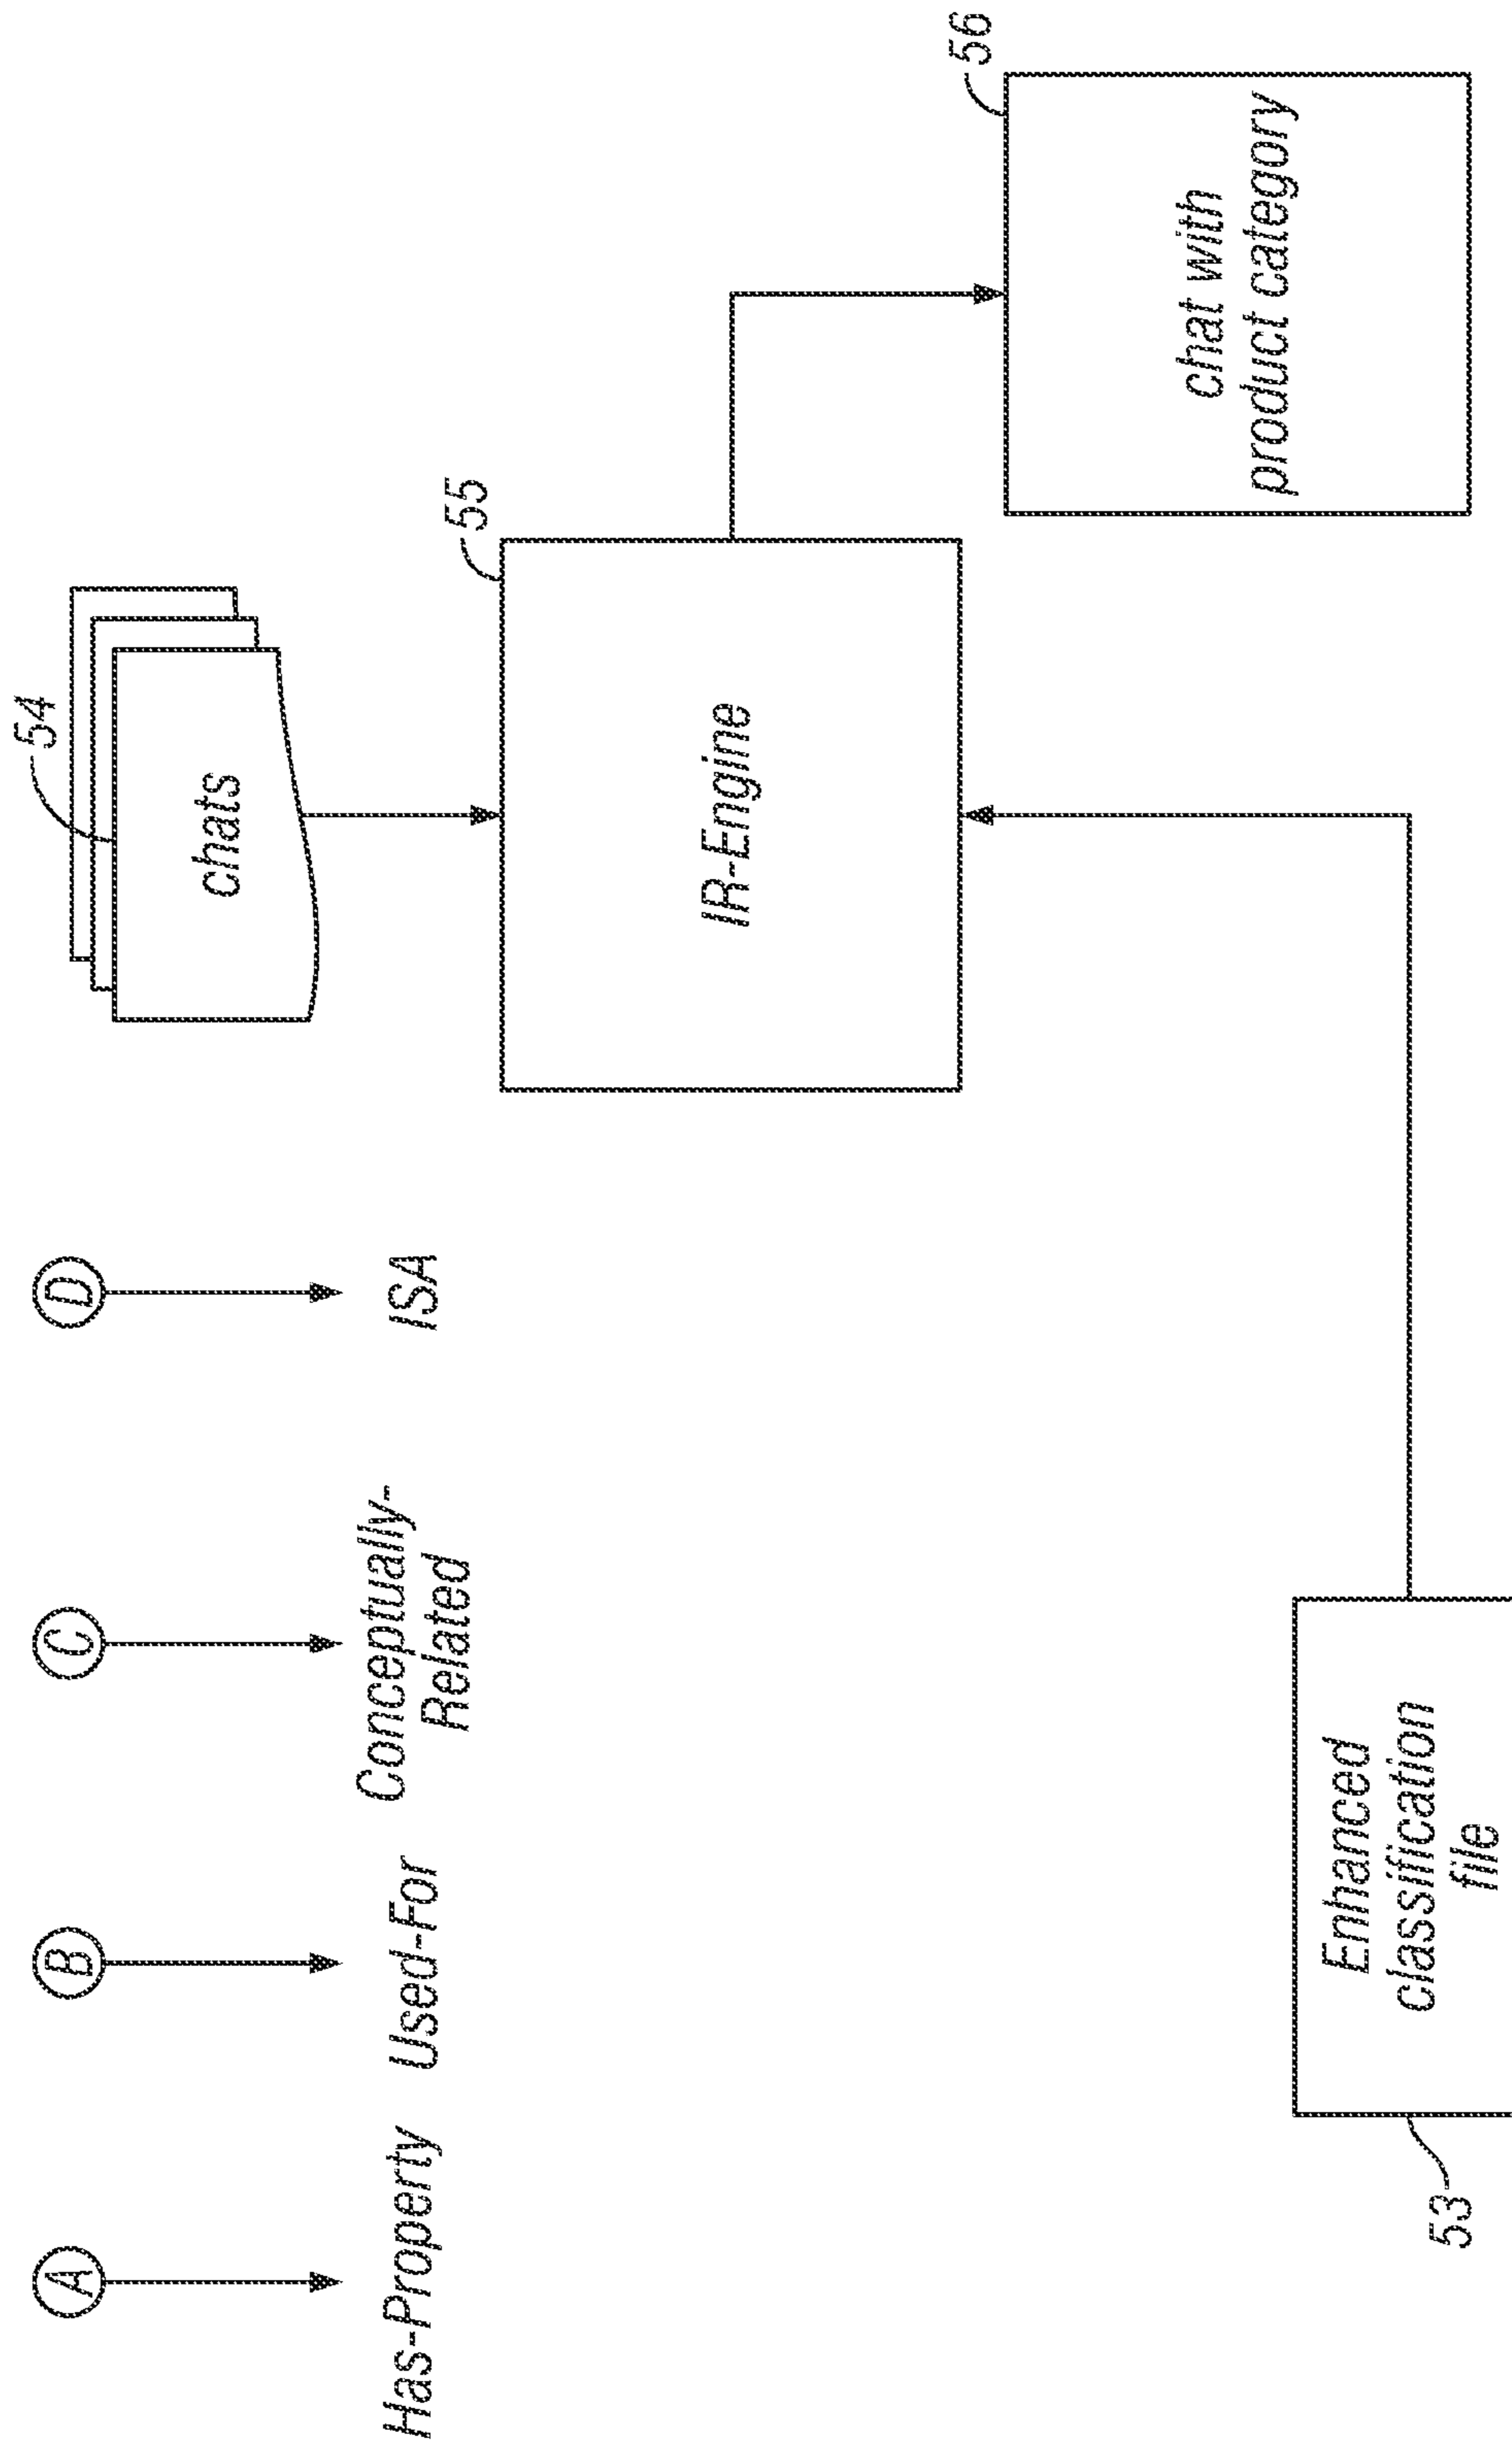 A
Has-Property
B
Used-For
C
Conceptually-
Related
D
ISA
54
chats
55
IR-Engine
56
chat with
product category
53
Enhanced
classification
file